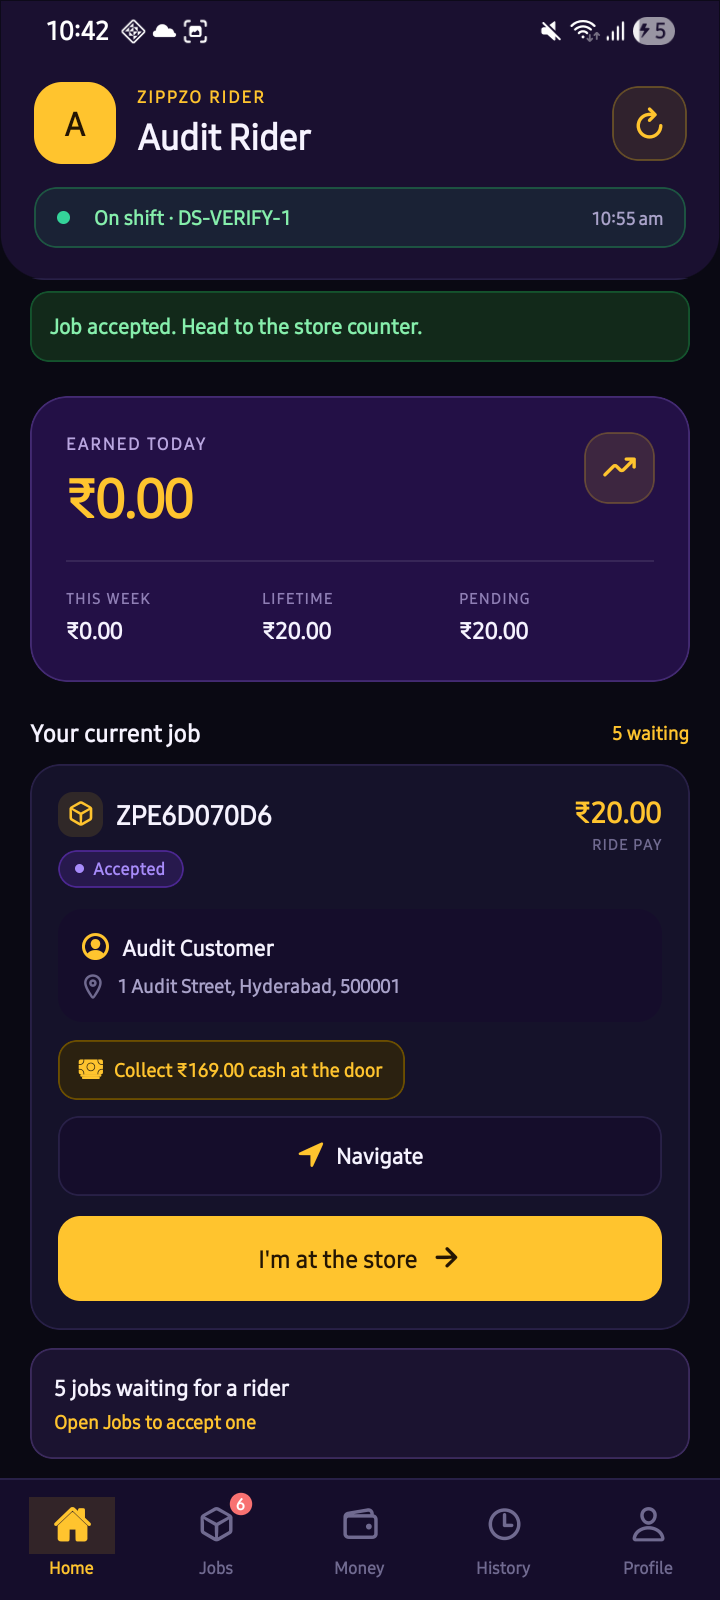 10:42
5
A
ZIPPZO RIDER
Audit Rider
On shift · DS-VERIFY-1
10:55 am
Job accepted. Head to the store counter.
EARNED TODAY
₹0.00
THIS WEEK
₹0.00
LIFETIME
₹20.00
PENDING
₹20.00
Your current job
5 waiting
ZPE6D070D6
₹20.00
RIDE PAY
Accepted
Audit Customer
1 Audit Street, Hyderabad, 500001
Collect ₹169.00 cash at the door
Navigate
I'm at the store
5 jobs waiting for a rider
Open Jobs to accept one
6
Home
Jobs
Money
History
Profile